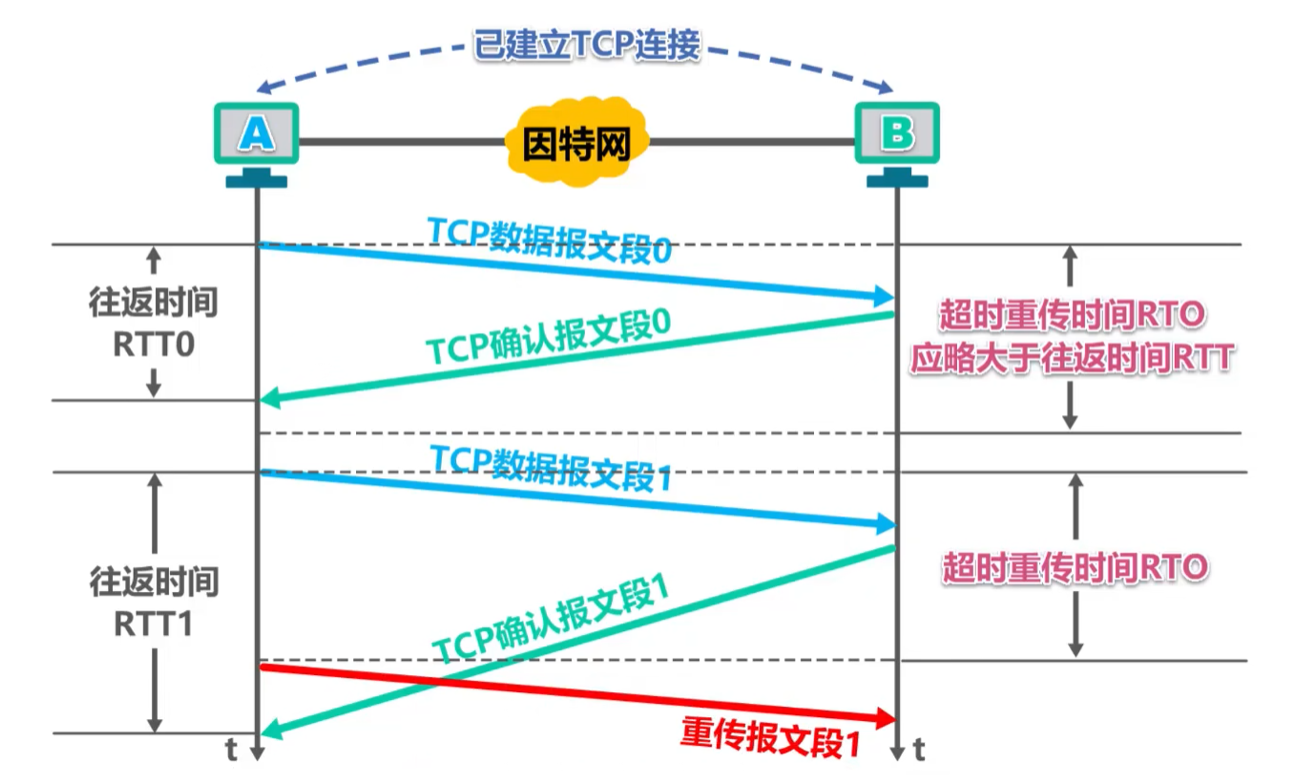 已建立TCP连接
A
因特网
B
TCP数据报文段0
往返时间
RTT0
TCP确认报文段0
超时重传时间RTO
应略大于往返时间RTT
TCP数据报文段1
往返时间
RTT1
TCP确认报文段1
超时重传时间RTO
重传报文段1
t
t